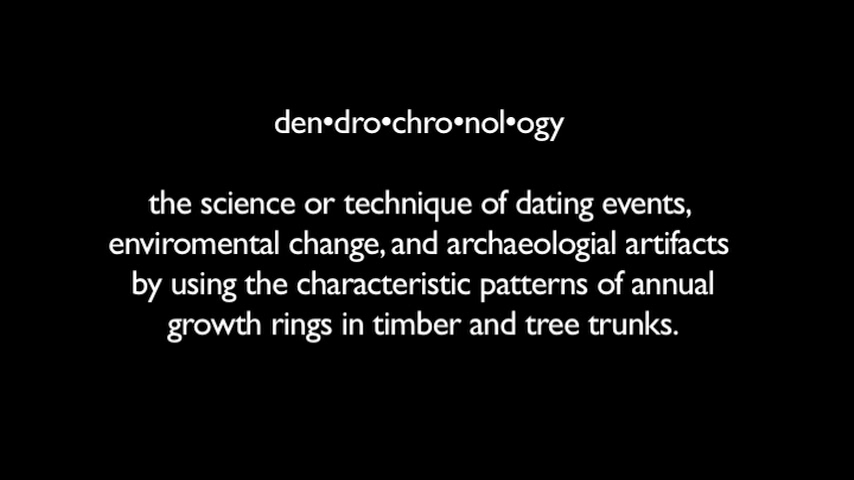 den•dro•chro•nol•ogy
the science or technique of dating events,
enviromental change, and archaeologial artifacts
by using the characteristic patterns of annual
growth rings in timber and tree trunks.